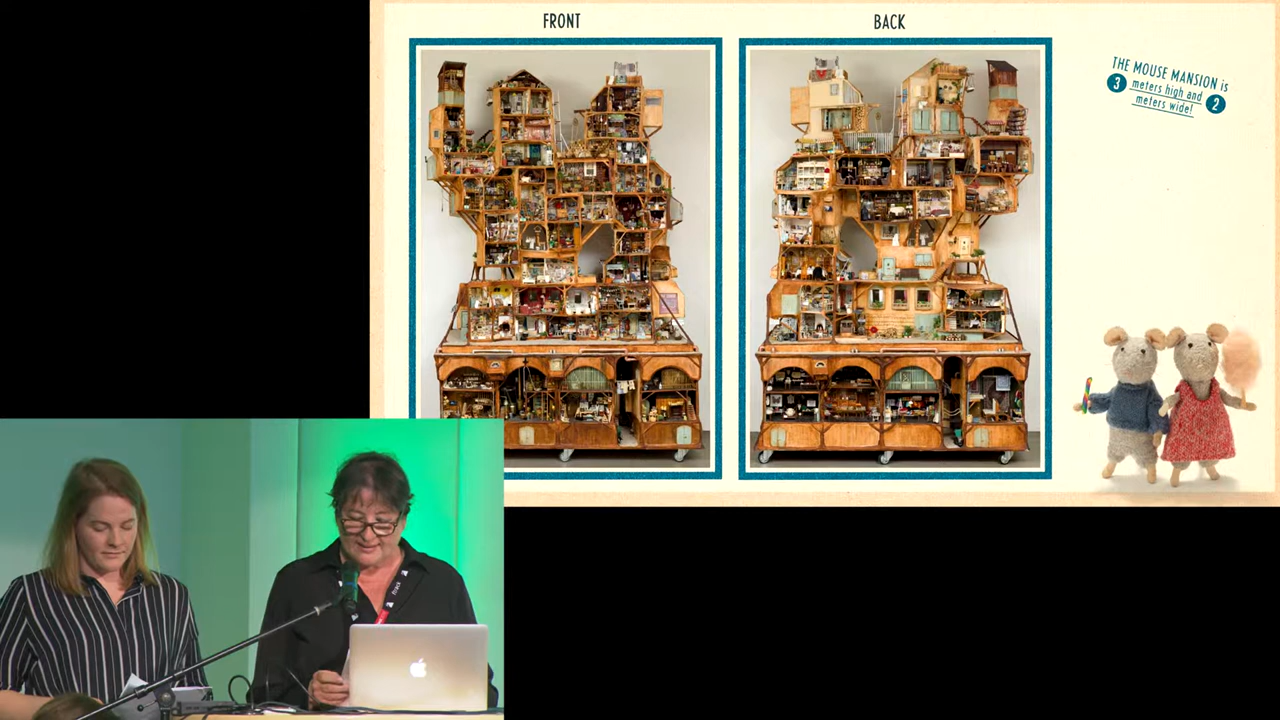 FRONT
BACK
THE MOUSE MANSION is
3 meters high and
meters wide! 2